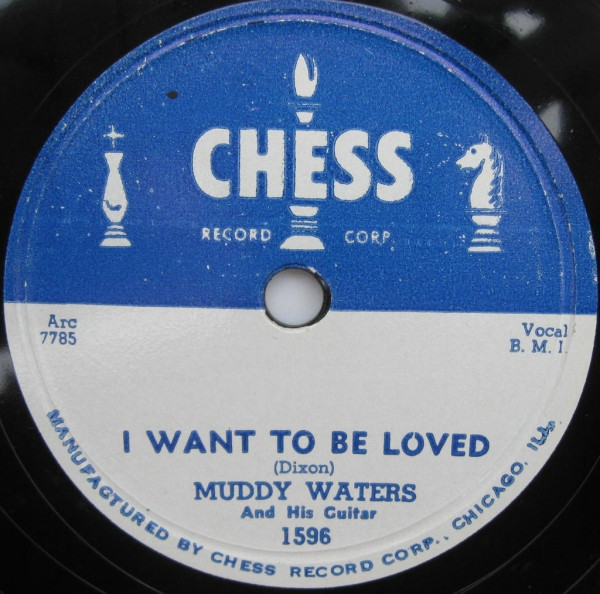 CHESS
RECORD CORP.
Arc
7785
Vocal
B. M. I.
I WANT TO BE LOVED
(Dixon)
MUDDY WATERS
And His Guitar
1596
MANUFACTURED BY CHESS RECORD CORP., CHICAGO, ILLS.